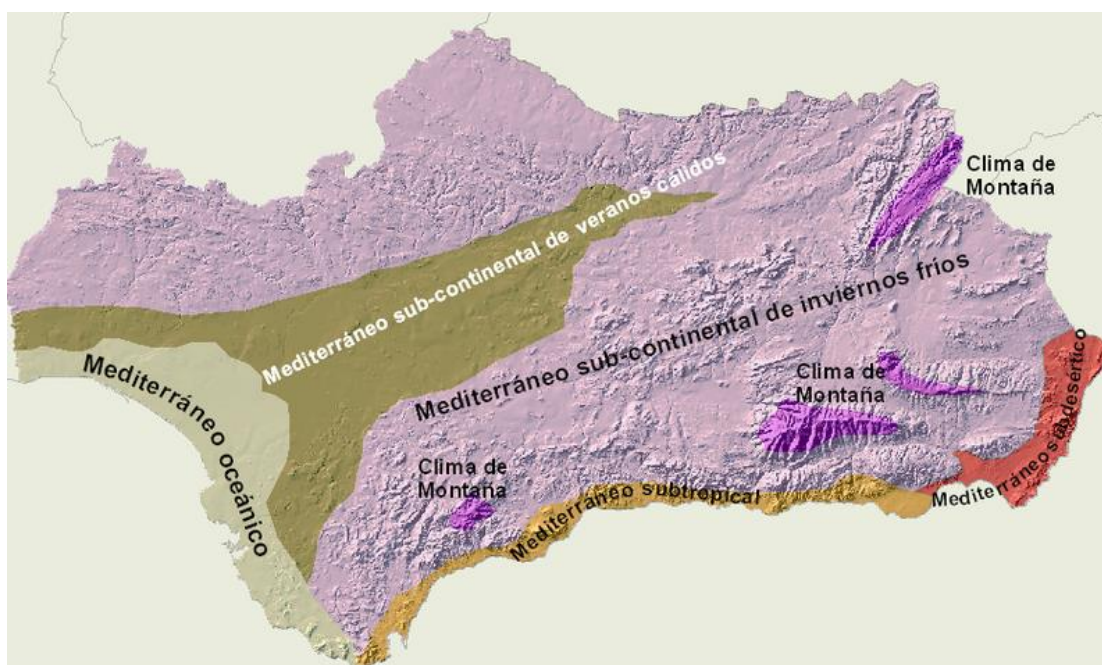 Clima de
Montaña
Mediterráneo sub-continental de veranos cálidos
Mediterráneo sub-continental de inviernos fríos
Mediterráneo oceánico
Clima de
Montaña
Mediterráneo subdesértico
Clima de
Montaña
Mediterráneo subtropical